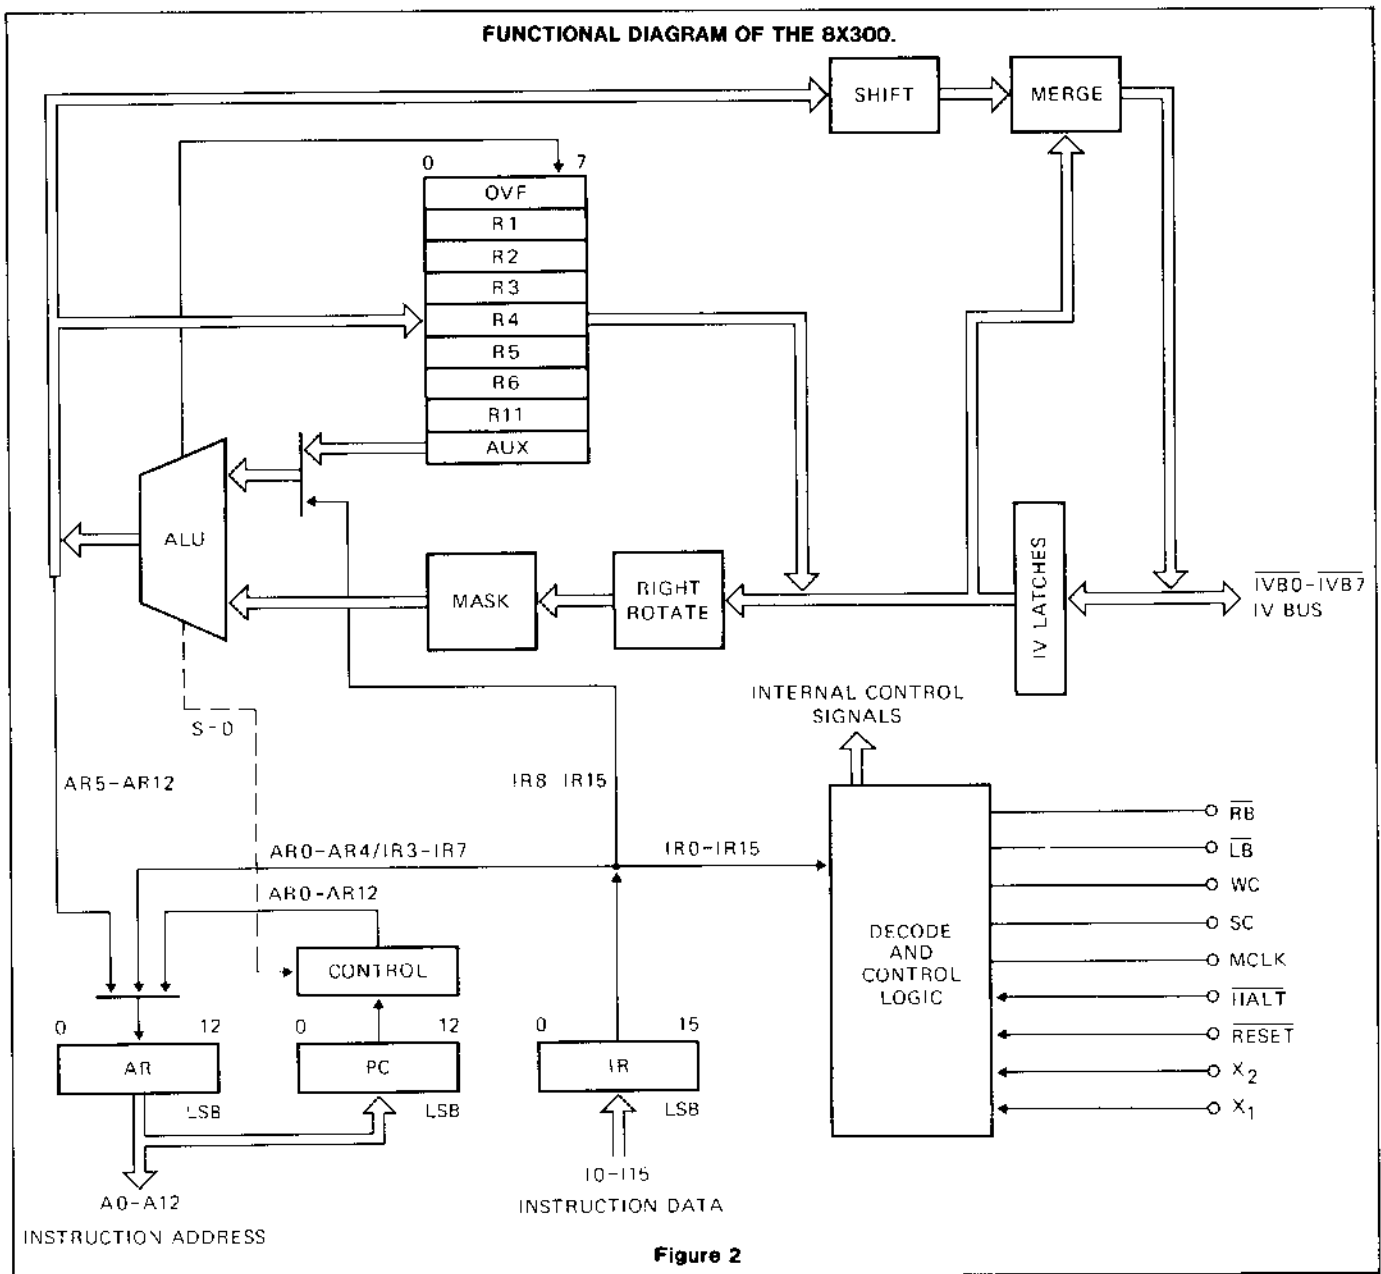 FUNCTIONAL DIAGRAM OF THE 8X300.
SHIFT
MERGE
0 7
OVF
R1
R2
R3
R4
R5
R6
R11
AUX
ALU
MASK
RIGHT
ROTATE
IV LATCHES
IVB0-IVB7
IV BUS
S-0
INTERNAL CONTROL
SIGNALS
AR5-AR12
IR8 IR15
AR0-AR4/IR3-IR7
IR0-IR15
AR0-AR12
CONTROL
DECODE
AND
CONTROL
LOGIC
RB
LB
WC
SC
MCLK
HALT
RESET
X2
X1
0 12
AR
LSB
0 12
PC
LSB
0 15
IR
LSB
A0-A12
INSTRUCTION ADDRESS
I0-I15
INSTRUCTION DATA
Figure 2